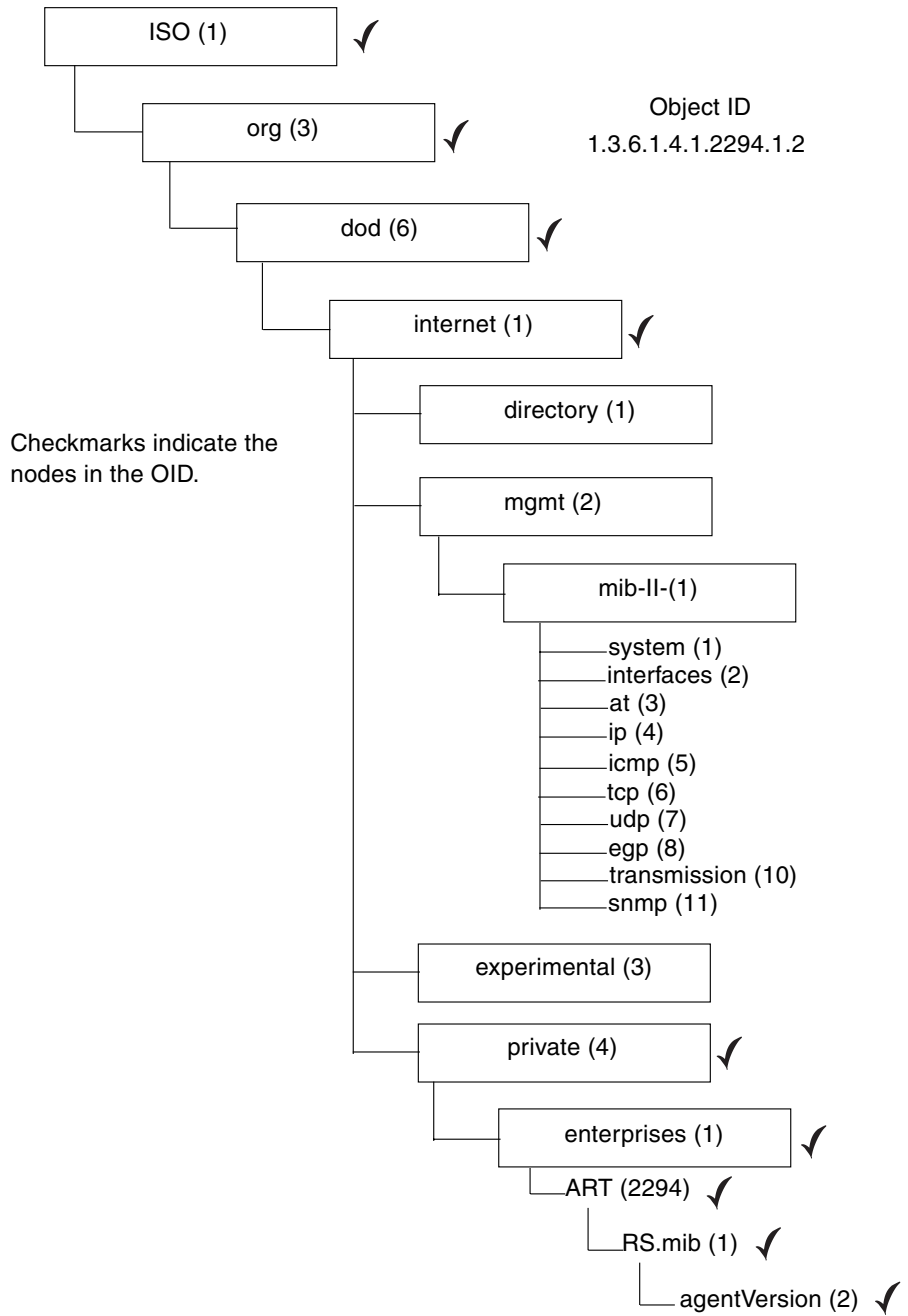 ISO (1)
org (3)
Object ID
1.3.6.1.4.1.2294.1.2
dod (6)
internet (1)
directory (1)
Checkmarks indicate the
nodes in the OID.
mgmt (2)
mib-II-(1)
system (1)
interfaces (2)
at (3)
ip (4)
icmp (5)
tcp (6)
udp (7)
egp (8)
transmission (10)
snmp (11)
experimental (3)
private (4)
enterprises (1)
ART (2294)
RS.mib (1)
agentVersion (2)